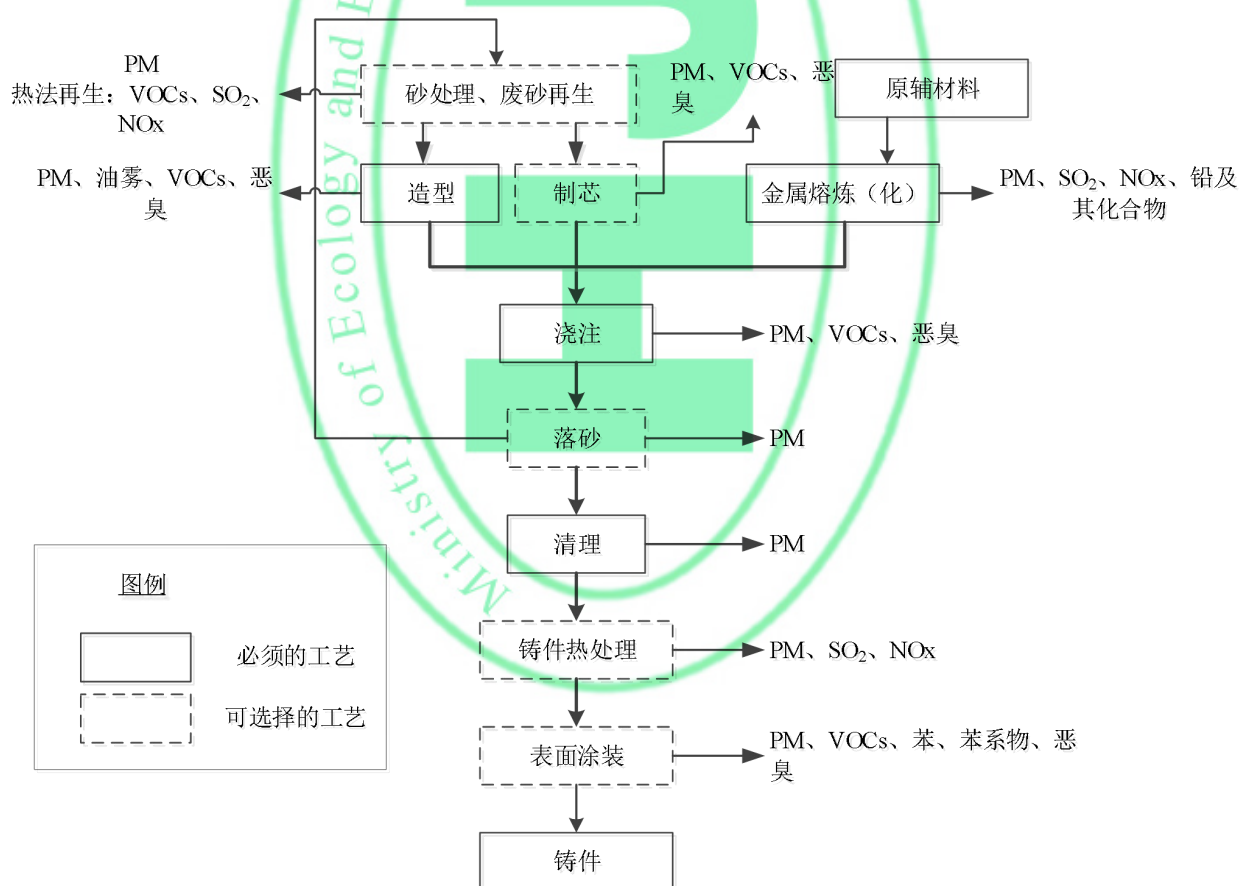 PM
热法再生：VOCs、SO₂、
NOx
砂处理、废砂再生
PM、VOCs、恶
臭
原辅材料
PM、油雾、VOCs、恶
臭
造型
制芯
金属熔炼（化）
PM、SO₂、NOx、铅及
其化合物
浇注
PM、VOCs、恶臭
落砂
PM
清理
PM
铸件热处理
PM、SO₂、NOx
表面涂装
PM、VOCs、苯、苯系物、恶
臭
铸件
图例
必须的工艺
可选择的工艺
Ministry of Ecology and